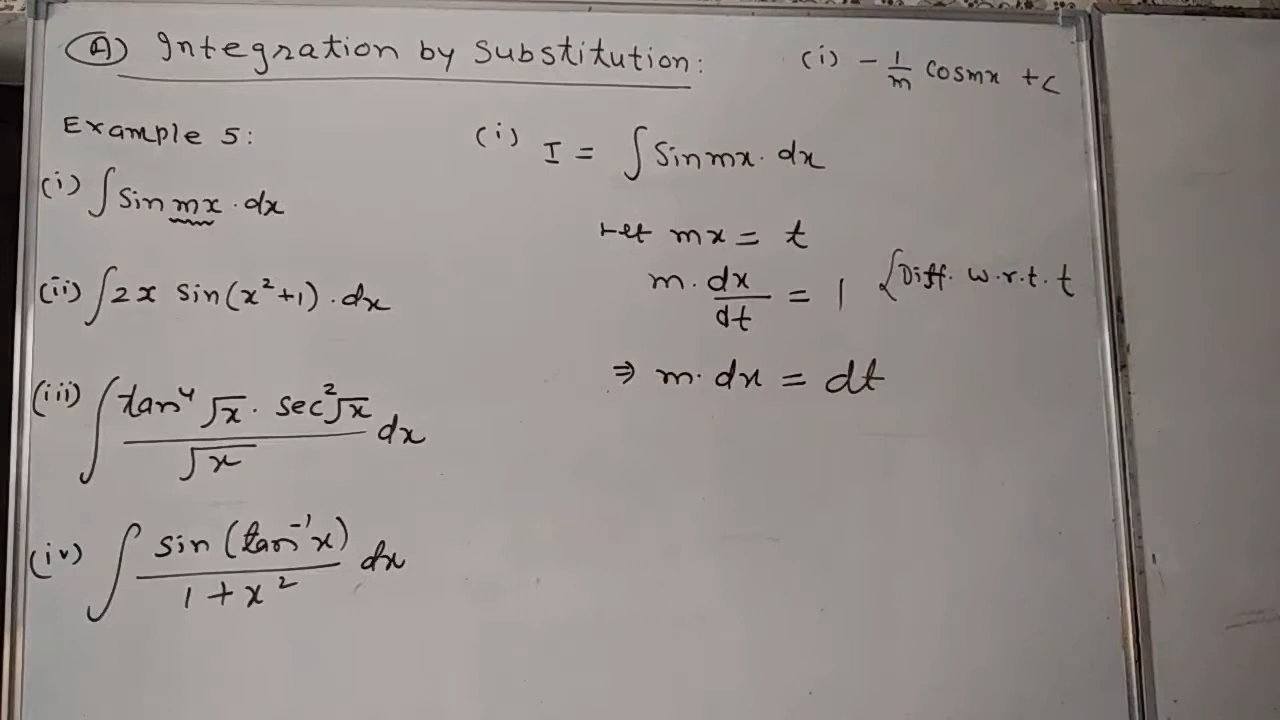 (A) Integration by Substitution:
(i) - 1/m cosmx + c
Example 5:
(i) ∫ Sin mx . dx
(ii) ∫ 2x Sin(x²+1) . dx
(iii) ∫ tan⁴ √x . sec² √x / √x dx
(iv) ∫ sin (tan⁻¹x) / 1 + x² dx
(i) I = ∫ Sin mx . dx
Let mx = t
m . dx/dt = 1 {Diff. w.r.t. t
⇒ m . dx = dt